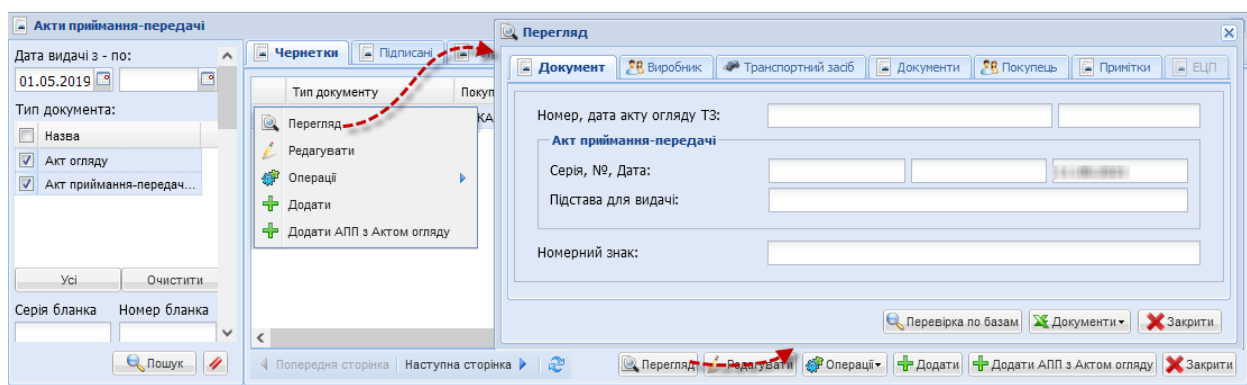 Акти приймання-передачі
Дата видачі з - по:
01.05.2019
Тип документа:
Назва
Акт огляду
Акт приймання-передач...
Усі
Очистити
Серія бланка
Номер бланка
Пошук
Чернетки
Підписані
Тип документу
Покуп
КА
Перегляд
Редагувати
Операції
Додати
Додати АПП з Актом огляду
Попередня сторінка
Наступна сторінка
Перегляд
Редагувати
Операції
Додати
Додати АПП з Актом огляду
Закрити
Перегляд
Документ
Виробник
Транспортний засіб
Документи
Покупець
Примітки
ЕЦП
Номер, дата акту огляду ТЗ:
Акт приймання-передачі
Серія, №, Дата:
Підстава для видачі:
Номерний знак:
Перевірка по базам
Документи
Закрити